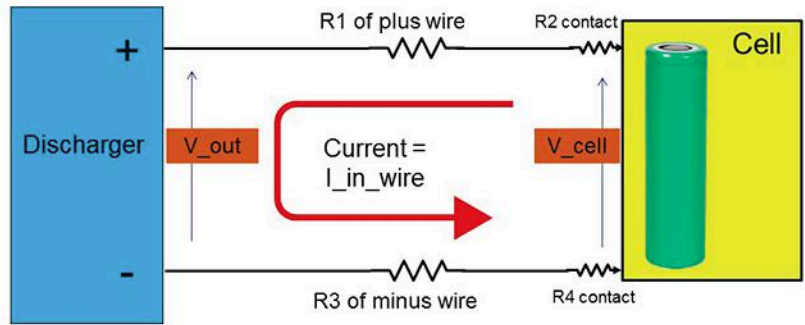 R1 of plus wire
R2 contact
+
Cell
Discharger
V_out
Current =
I_in_wire
V_cell
-
R3 of minus wire
R4 contact